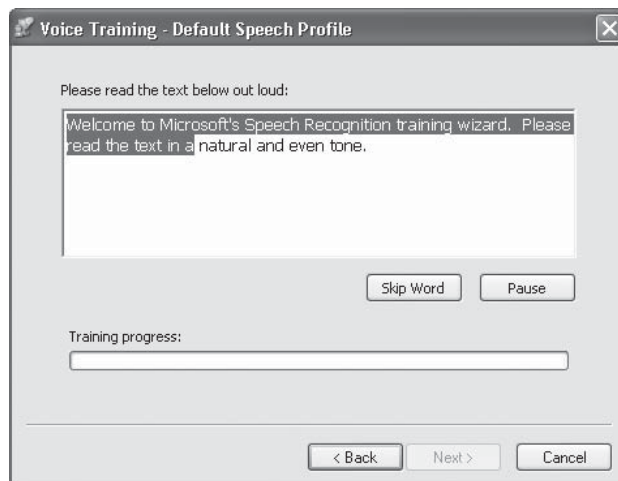 Voice Training - Default Speech Profile
Please read the text below out loud:
Welcome to Microsoft's Speech Recognition training wizard.  Please
read the text in a natural and even tone.
Skip Word
Pause
Training progress:
< Back
Next >
Cancel